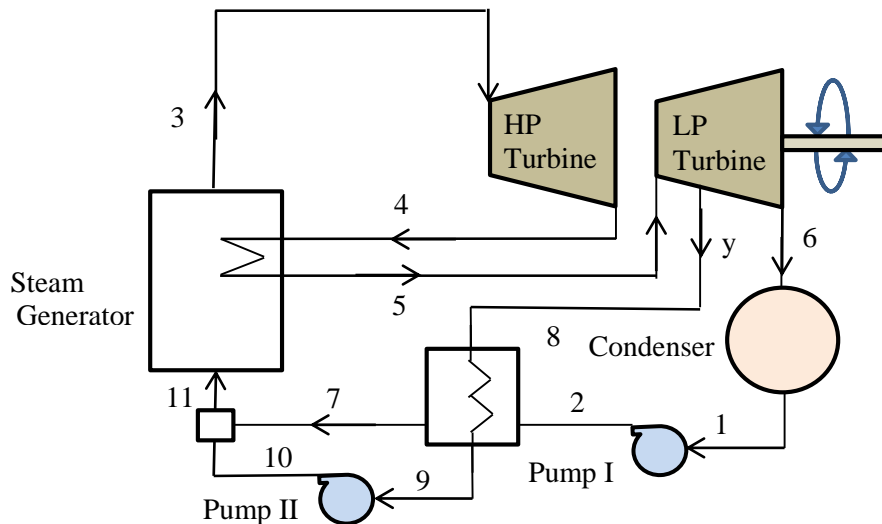 3
HP
Turbine
LP
Turbine
4
y
6
5
Steam
Generator
8
Condenser
11
7
2
1
10
9
Pump I
Pump II